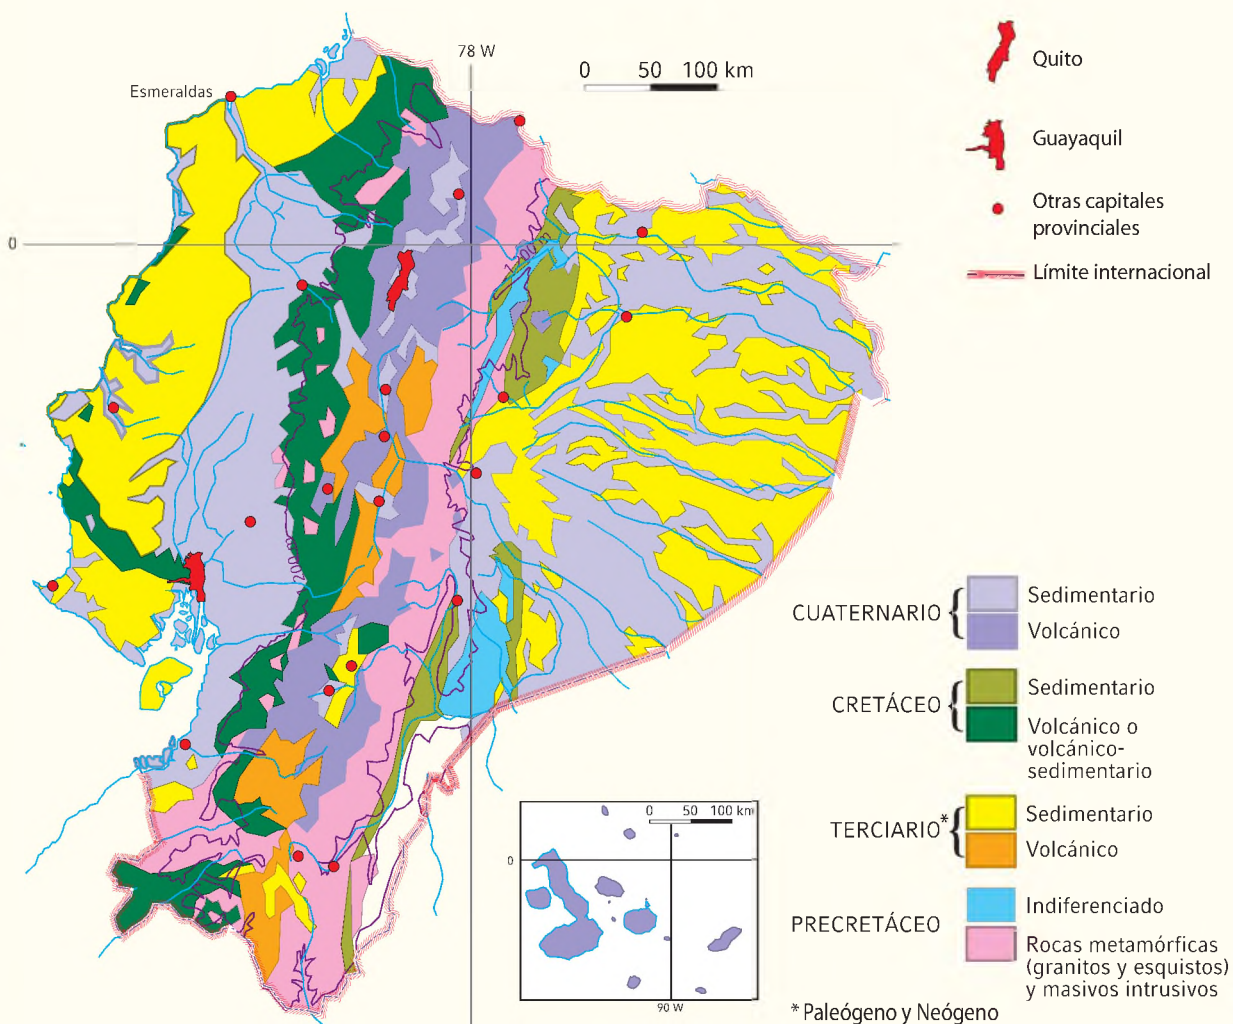 78 W
0 50 100 km
Esmeraldas
0
Quito
Guayaquil
Otras capitales
provinciales
Límite internacional
CUATERNARIO
Sedimentario
Volcánico
CRETÁCEO
Sedimentario
Volcánico o
volcánico-
sedimentario
TERCIARIO*
Sedimentario
Volcánico
PRECRETÁCEO
Indiferenciado
Rocas metamórficas
(granitos y esquistos)
y masivos intrusivos
* Paleógeno y Neógeno
0 50 100 km
0
90 W